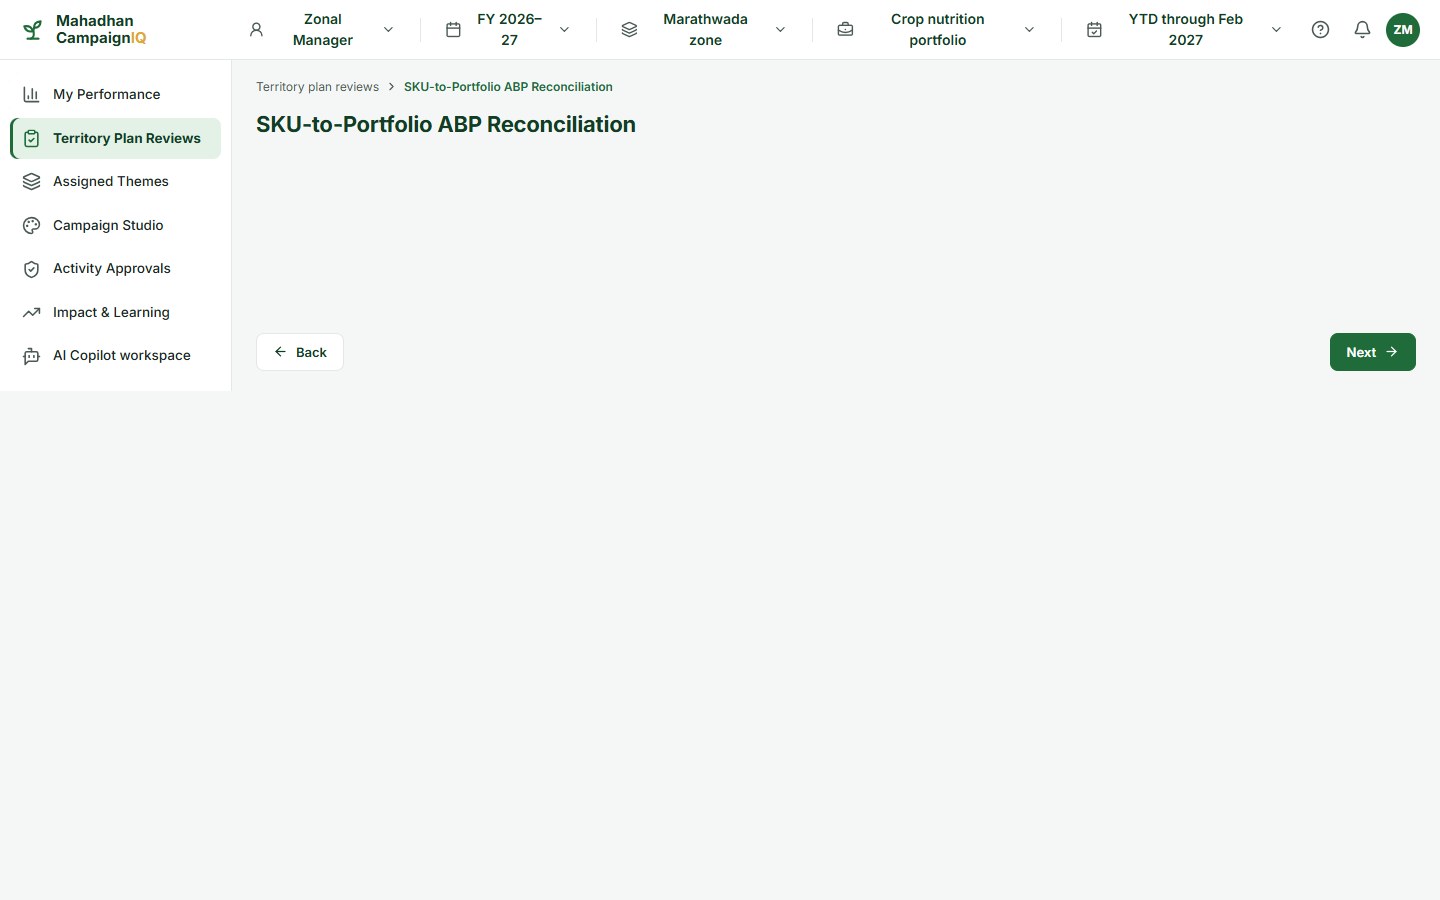 Mahadhan
CampaignIQ
Zonal
Manager
FY 2026–
27
Marathwada
zone
Crop nutrition
portfolio
YTD through Feb
2027
ZM
My Performance
Territory Plan Reviews
Assigned Themes
Campaign Studio
Activity Approvals
Impact & Learning
AI Copilot workspace
Territory plan reviews
SKU-to-Portfolio ABP Reconciliation
SKU-to-Portfolio ABP Reconciliation
Back
Next